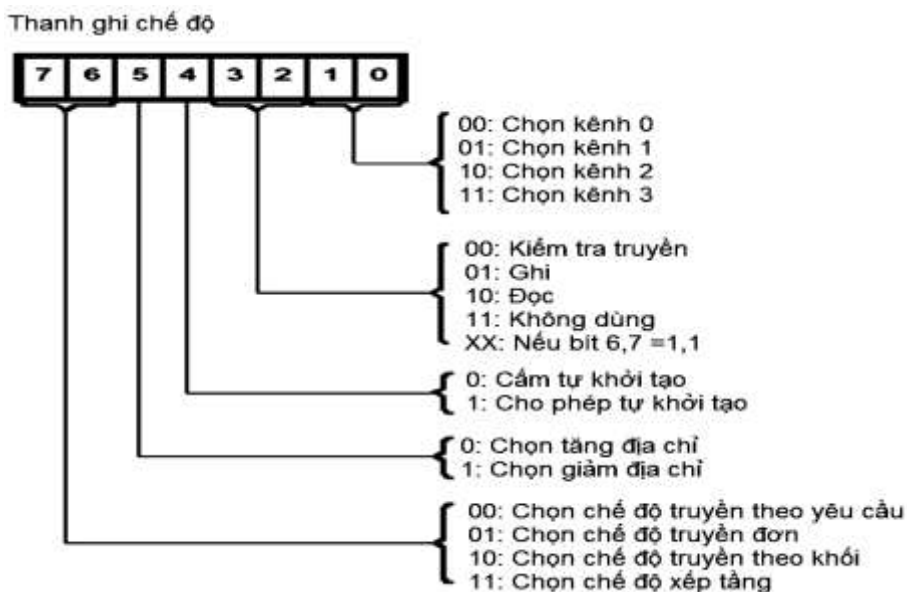 Thanh ghi chế độ
7 6 5 4 3 2 1 0
00: Chọn kênh 0
01: Chọn kênh 1
10: Chọn kênh 2
11: Chọn kênh 3
00: Kiểm tra truyền
01: Ghi
10: Đọc
11: Không dùng
XX: Nếu bit 6,7 =1,1
0: Cấm tự khởi tạo
1: Cho phép tự khởi tạo
0: Chọn tăng địa chỉ
1: Chọn giảm địa chỉ
00: Chọn chế độ truyền theo yêu cầu
01: Chọn chế độ truyền đơn
10: Chọn chế độ truyền theo khối
11: Chọn chế độ xếp tầng